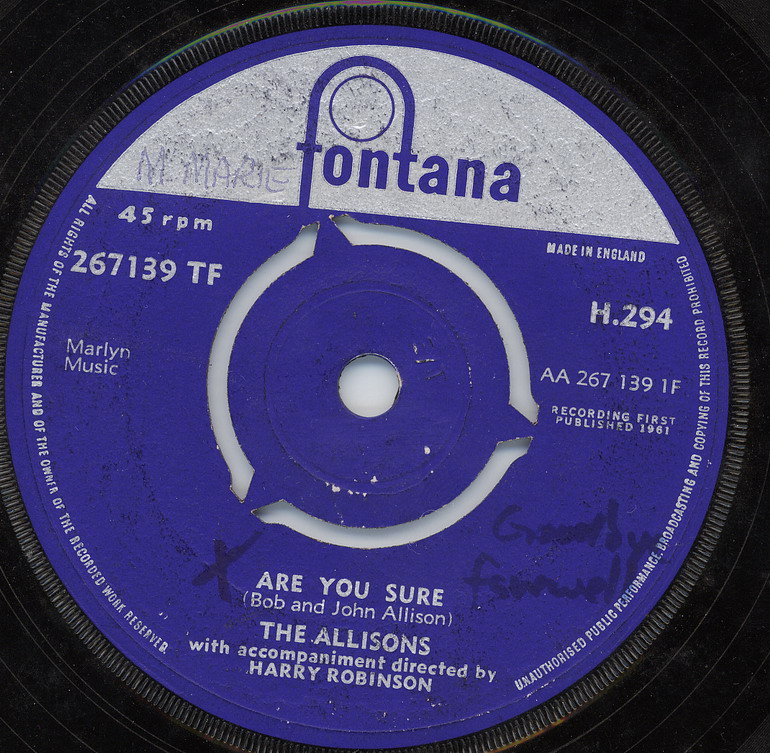 M MARIE
fontana
45 rpm
MADE IN ENGLAND
267139 TF
H.294
Marlyn
Music
AA 267 139 1F
RECORDING FIRST
PUBLISHED 1961
X
farewell
ARE YOU SURE
(Bob and John Allison)
THE ALLISONS
with accompaniment directed by
HARRY ROBINSON
ALL RIGHTS OF THE MANUFACTURER AND OF THE OWNER OF THE RECORDED WORK RESERVED
UNAUTHORISED PUBLIC PERFORMANCE, BROADCASTING AND COPYING OF THIS RECORD PROHIBITED